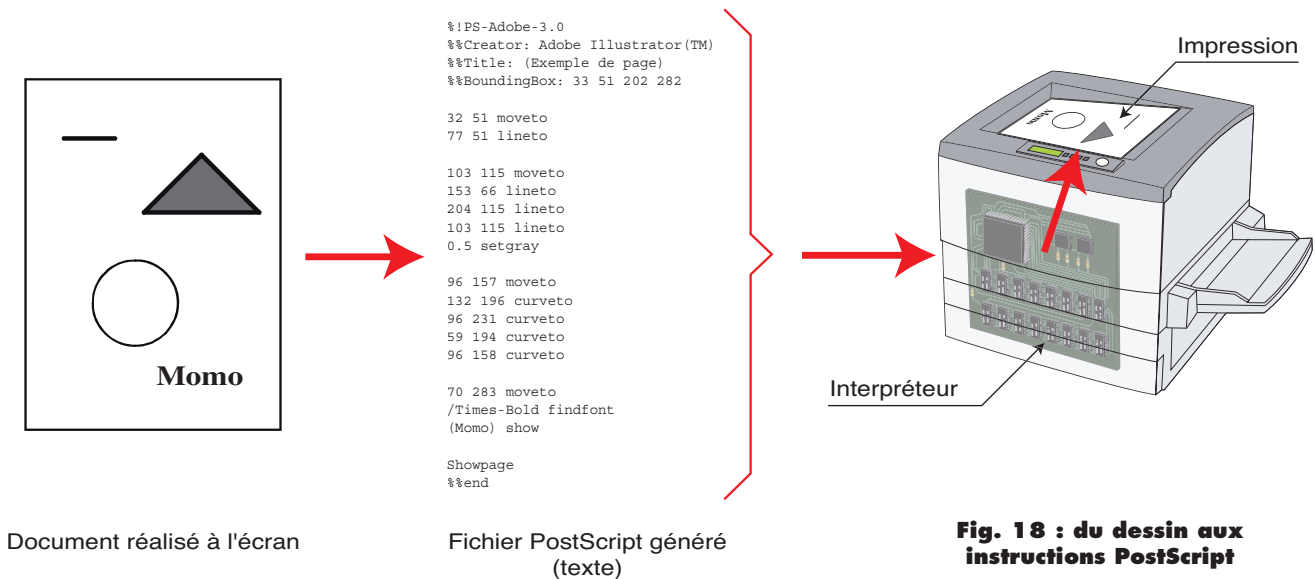 Momo
Document réalisé à l'écran
%!PS-Adobe-3.0
%%Creator: Adobe Illustrator(TM)
%%Title: (Exemple de page)
%%BoundingBox: 33 51 202 282
32 51 moveto
77 51 lineto
103 115 moveto
153 66 lineto
204 115 lineto
103 115 lineto
0.5 setgray
96 157 moveto
132 196 curveto
96 231 curveto
59 194 curveto
96 158 curveto
70 283 moveto
/Times-Bold findfont
(Momo) show
Showpage
%%end
Fichier PostScript généré
(texte)
Impression
Momo
Interpréteur
Fig. 18 : du dessin aux
instructions PostScript